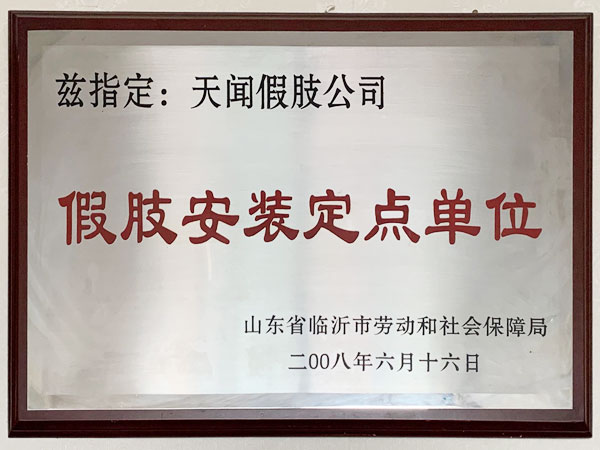 兹指定：天闻假肢公司
假肢安装定点单位
山东省临沂市劳动和社会保障局
二00八年六月十六日